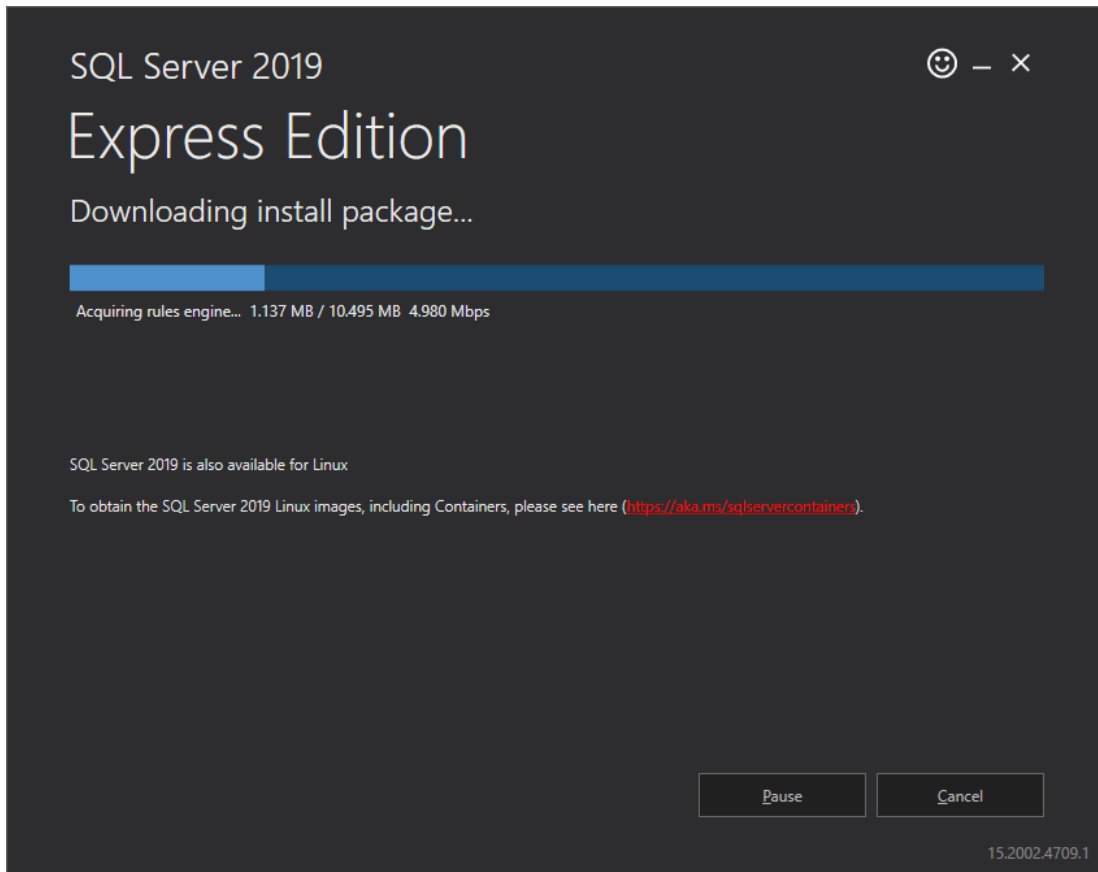 SQL Server 2019
Express Edition
Downloading install package...
Acquiring rules engine... 1.137 MB / 10.495 MB 4.980 Mbps
SQL Server 2019 is also available for Linux
To obtain the SQL Server 2019 Linux images, including Containers, please see here (https://aka.ms/sqlservercontainers).
Pause
Cancel
15.2002.4709.1